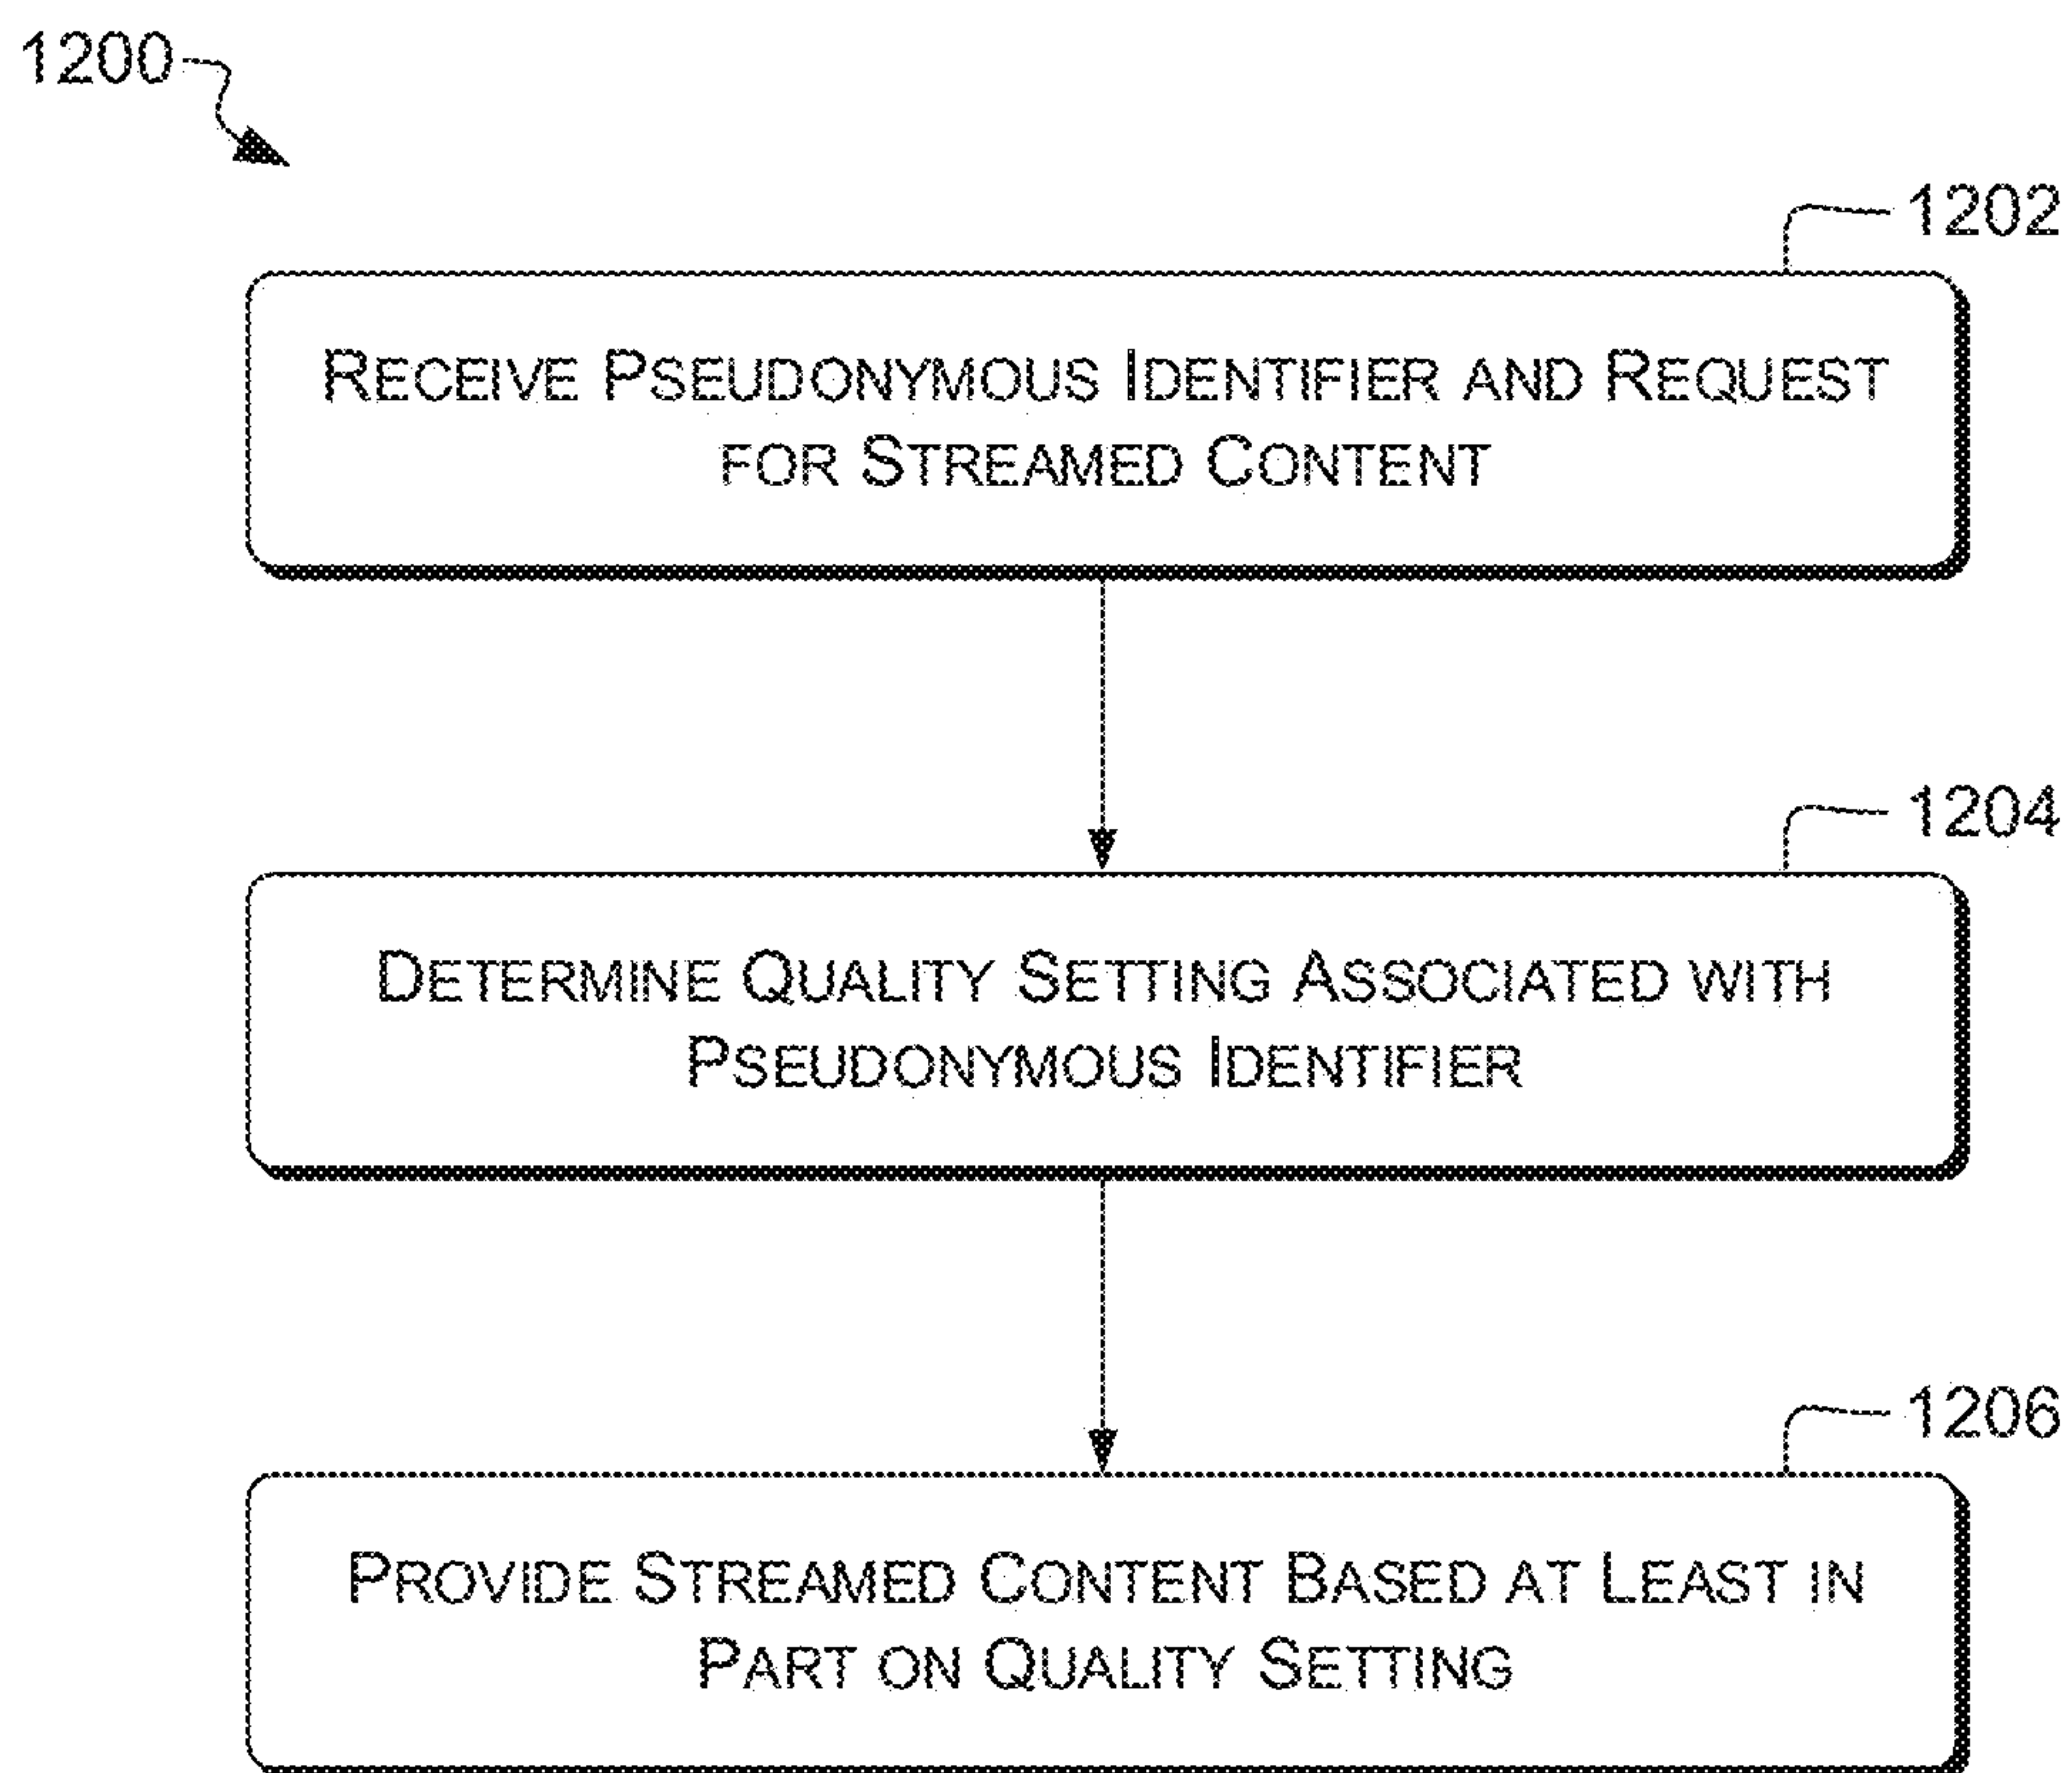 1200
1202
RECEIVE PSEUDONYMOUS IDENTIFIER AND REQUEST
FOR STREAMED CONTENT
1204
DETERMINE QUALITY SETTING ASSOCIATED WITH
PSEUDONYMOUS IDENTIFIER
1206
PROVIDE STREAMED CONTENT BASED AT LEAST IN
PART ON QUALITY SETTING